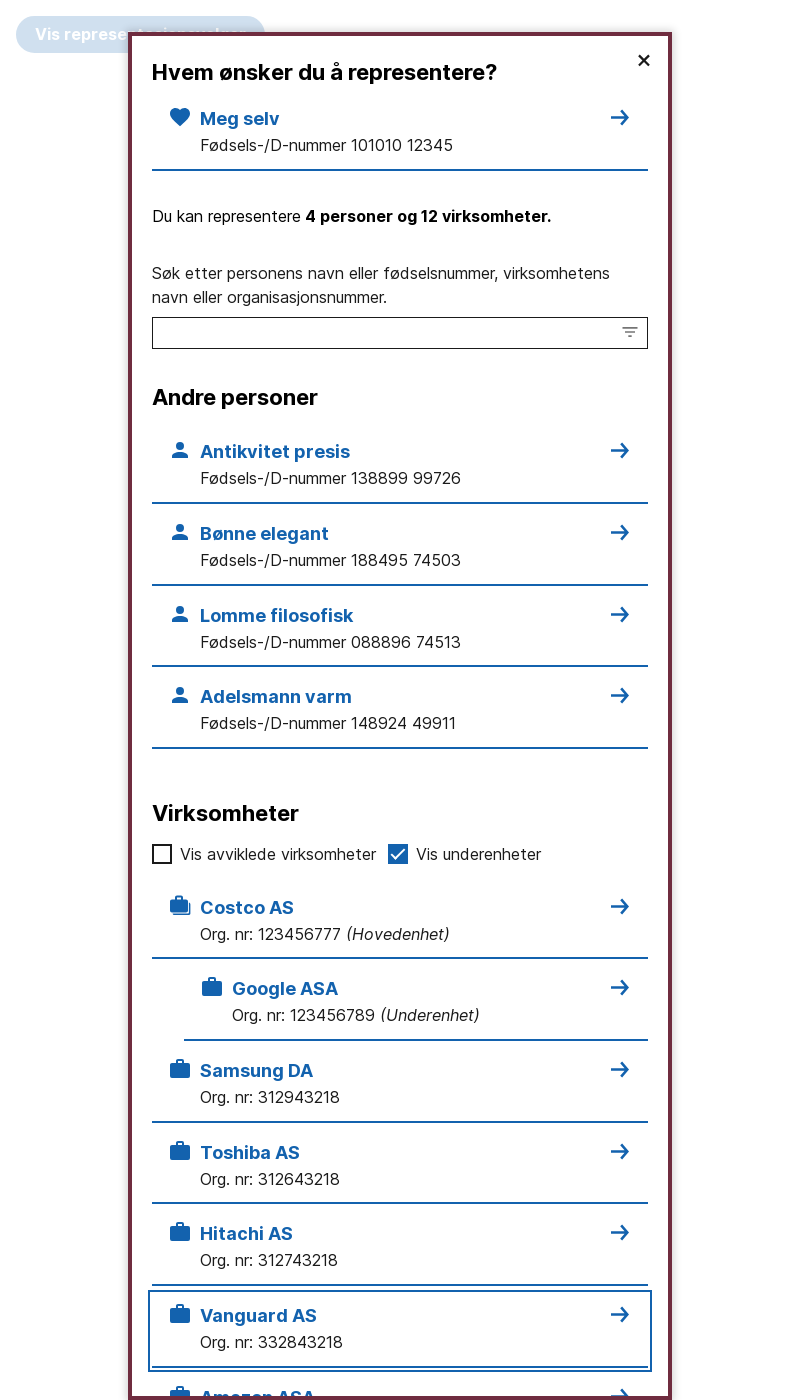 Vis represe
Hvem ønsker du å representere?
Meg selv
Fødsels-/D-nummer 101010 12345
Du kan representere 4 personer og 12 virksomheter.
Søk etter personens navn eller fødselsnummer, virksomhetens
navn eller organisasjonsnummer.
Andre personer
Antikvitet presis
Fødsels-/D-nummer 138899 99726
Bønne elegant
Fødsels-/D-nummer 188495 74503
Lomme filosofisk
Fødsels-/D-nummer 088896 74513
Adelsmann varm
Fødsels-/D-nummer 148924 49911
Virksomheter
Vis avviklede virksomheter Vis underenheter
Costco AS
Org. nr: 123456777 (Hovedenhet)
Google ASA
Org. nr: 123456789 (Underenhet)
Samsung DA
Org. nr: 312943218
Toshiba AS
Org. nr: 312643218
Hitachi AS
Org. nr: 312743218
Vanguard AS
Org. nr: 332843218
Amazon ASA